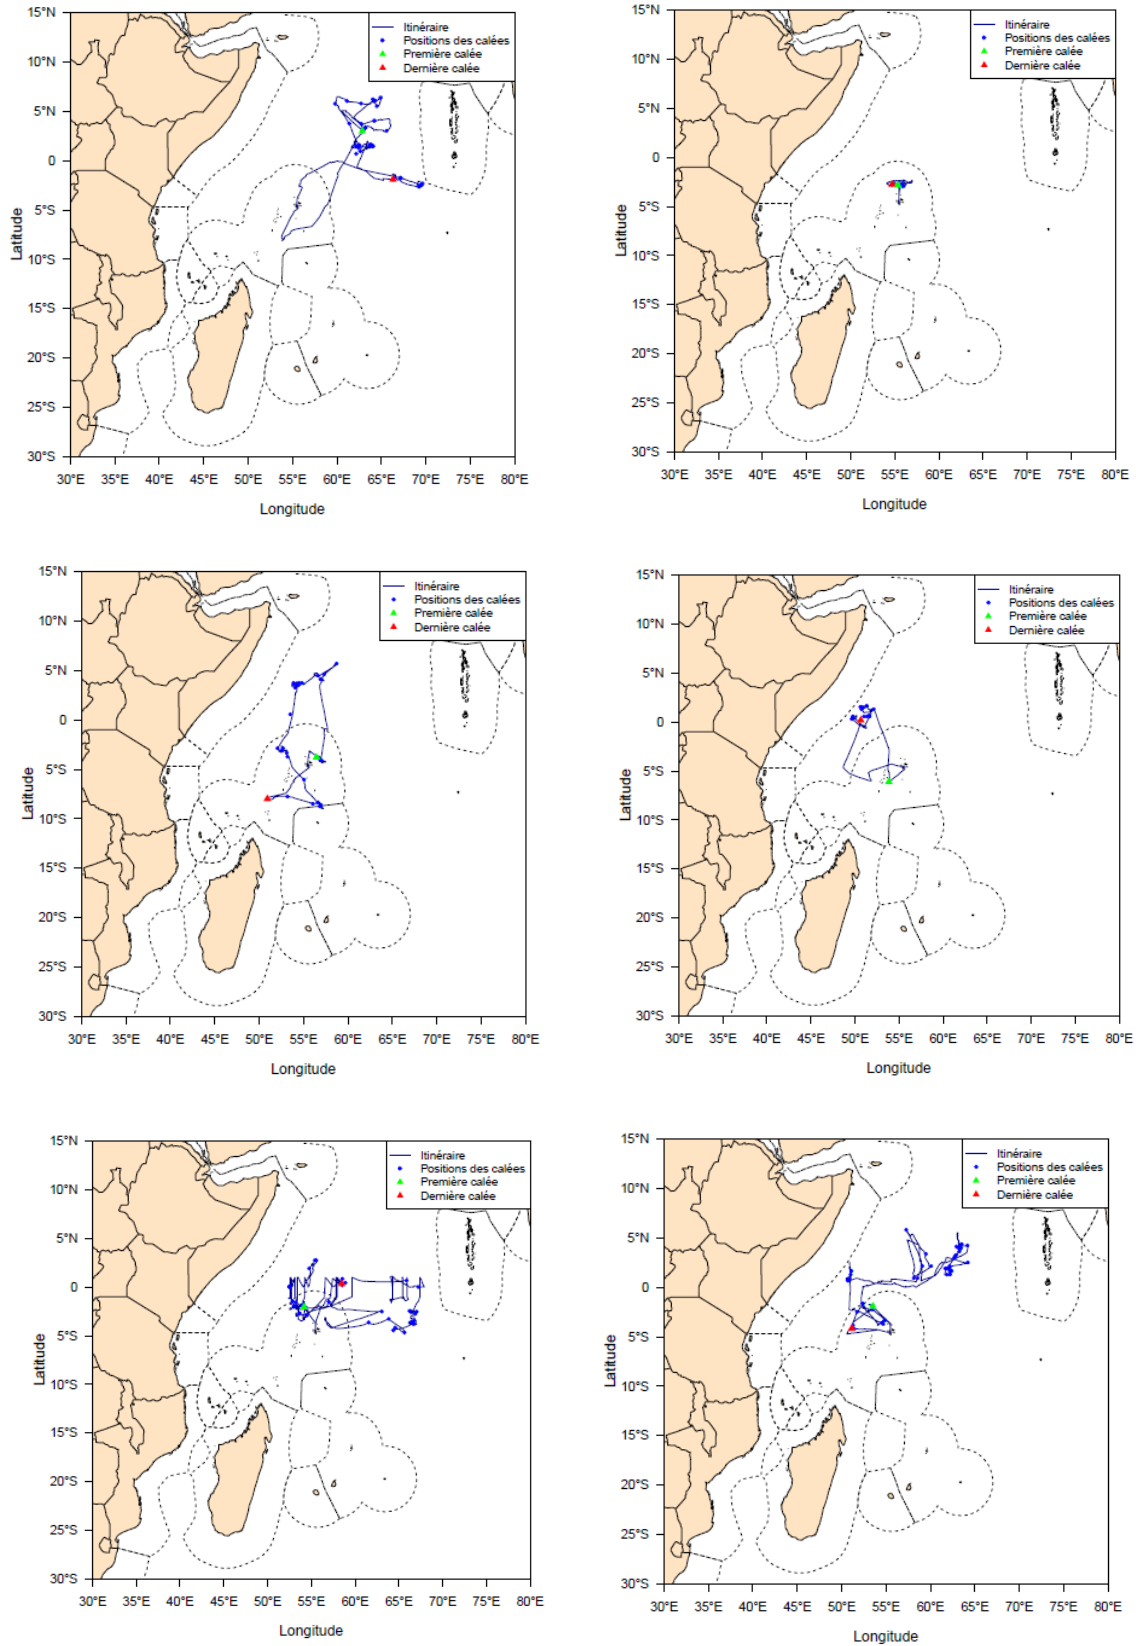 15°N
10°N
5°N
0
5°S
10°S
15°S
20°S
25°S
30°S
Latitude
Itinéraire
Positions des calées
Première calée
Dernière calée
30°E 35°E 40°E 45°E 50°E 55°E 60°E 65°E 70°E 75°E 80°E
Longitude
15°N
10°N
5°N
0
5°S
10°S
15°S
20°S
25°S
30°S
Latitude
Itinéraire
Positions des calées
Première calée
Dernière calée
30°E 35°E 40°E 45°E 50°E 55°E 60°E 65°E 70°E 75°E 80°E
Longitude
15°N
10°N
5°N
0
5°S
10°S
15°S
20°S
25°S
30°S
Latitude
Itinéraire
Positions des calées
Première calée
Dernière calée
30°E 35°E 40°E 45°E 50°E 55°E 60°E 65°E 70°E 75°E 80°E
Longitude
15°N
10°N
5°N
0
5°S
10°S
15°S
20°S
25°S
30°S
Latitude
Itinéraire
Positions des calées
Première calée
Dernière calée
30°E 35°E 40°E 45°E 50°E 55°E 60°E 65°E 70°E 75°E 80°E
Longitude
15°N
10°N
5°N
0
5°S
10°S
15°S
20°S
25°S
30°S
Latitude
Itinéraire
Positions des calées
Première calée
Dernière calée
30°E 35°E 40°E 45°E 50°E 55°E 60°E 65°E 70°E 75°E 80°E
Longitude
15°N
10°N
5°N
0
5°S
10°S
15°S
20°S
25°S
30°S
Latitude
Itinéraire
Positions des calées
Première calée
Dernière calée
30°E 35°E 40°E 45°E 50°E 55°E 60°E 65°E 70°E 75°E 80°E
Longitude